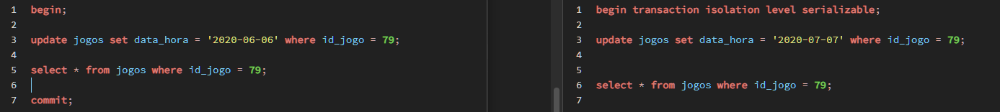 1 begin;
2
3 update jogos set data_hora = '2020-06-06' where id_jogo = 79;
4
5 select * from jogos where id_jogo = 79;
6
7 commit;
1 begin transaction isolation level serializable;
2
3 update jogos set data_hora = '2020-07-07' where id_jogo = 79;
4
5
6 select * from jogos where id_jogo = 79;
7